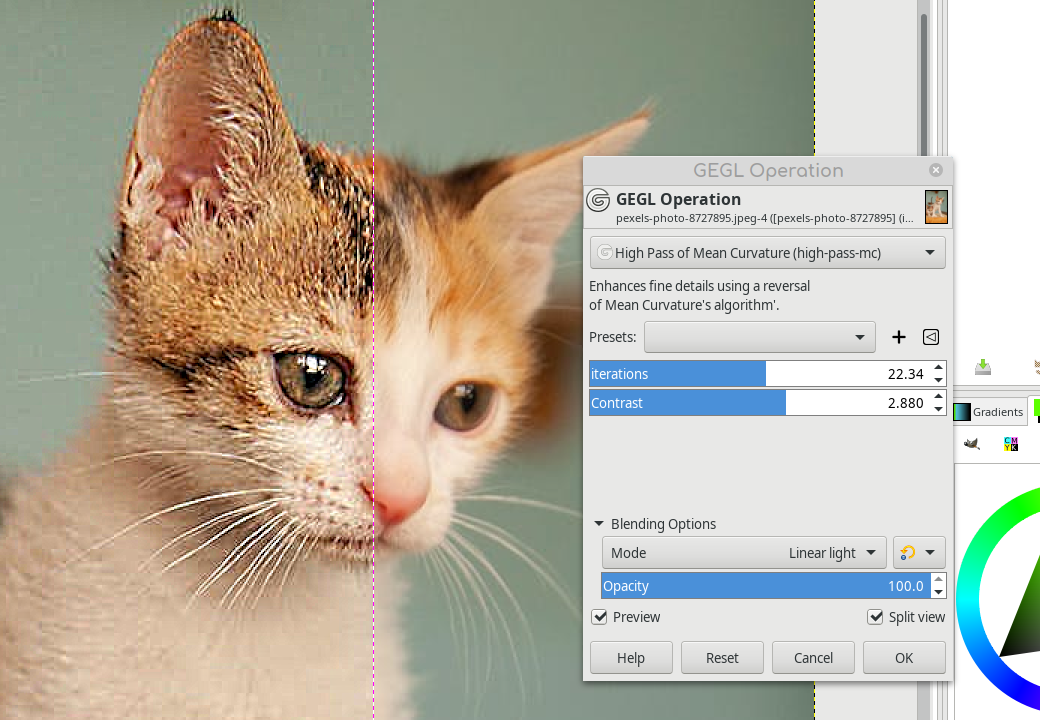 GEGL Operation
GEGL Operation
pexels-photo-8727895.jpeg-4 ([pexels-photo-8727895] (i...
High Pass of Mean Curvature (high-pass-mc)
Enhances fine details using a reversal
of Mean Curvature's algorithm'.
Presets:
iterations 22.34
Contrast 2.880
Gradients
C M
Y K
Blending Options
Mode Linear light
Opacity 100.0
Preview Split view
Help Reset Cancel OK